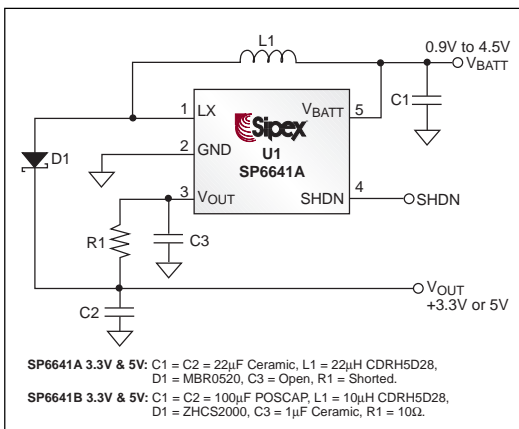 L1
0.9V to 4.5V
VBATT
1 LX
VBATT 5
C1
Sipex
2 GND
U1
SP6641A
D1
3 VOUT
SHDN 4
SHDN
R1
C3
VOUT
+3.3V or 5V
C2
SP6641A 3.3V & 5V: C1 = C2 = 22μF Ceramic, L1 = 22μH CDRH5D28,
D1 = MBR0520, C3 = Open, R1 = Shorted.
SP6641B 3.3V & 5V: C1 = C2 = 100μF POSCAP, L1 = 10μH CDRH5D28,
D1 = ZHCS2000, C3 = 1μF Ceramic, R1 = 10Ω.